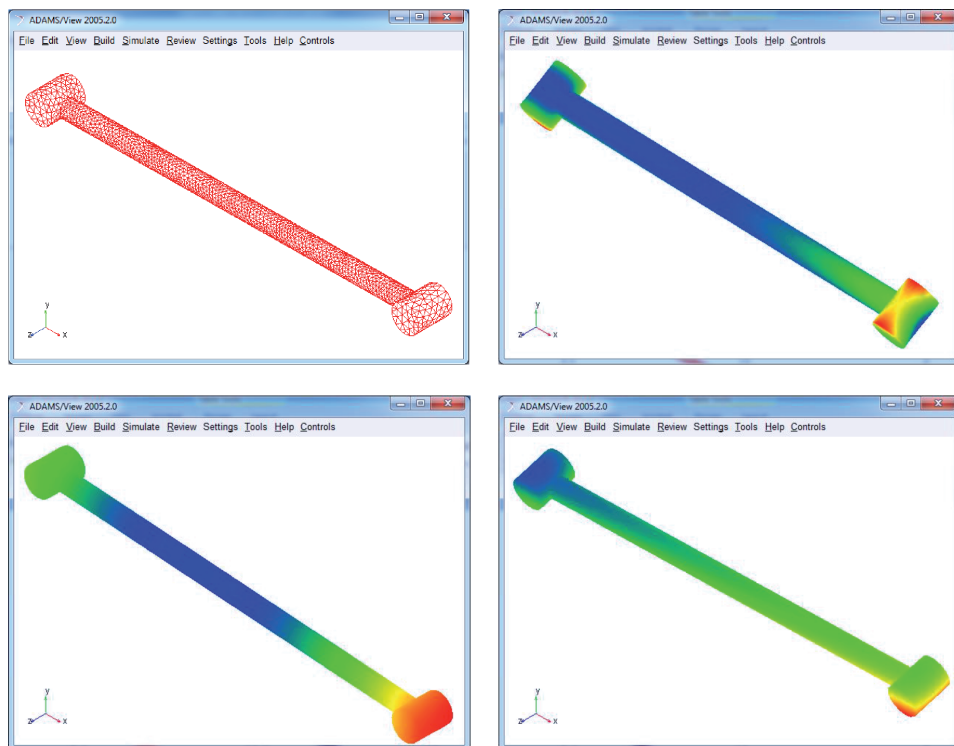 ADAMS/View 2005.2.0
File Edit View Build Simulate Review Settings Tools Help Controls
y
z x
ADAMS/View 2005.2.0
File Edit View Build Simulate Review Settings Tools Help Controls
y
z x
ADAMS/View 2005.2.0
File Edit View Build Simulate Review Settings Tools Help Controls
y
z x
ADAMS/View 2005.2.0
File Edit View Build Simulate Review Settings Tools Help Controls
y
z x